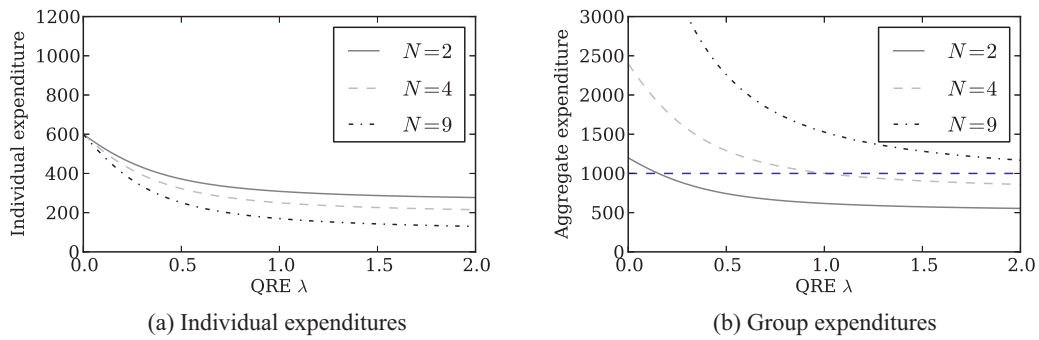 1200
1000
800
600
400
200
0
Individual expenditure
0.0 0.5 1.0 1.5 2.0
QRE λ
N=2
N=4
N=9
(a) Individual expenditures
3000
2500
2000
1500
1000
500
0
Aggregate expenditure
0.0 0.5 1.0 1.5 2.0
QRE λ
N=2
N=4
N=9
(b) Group expenditures